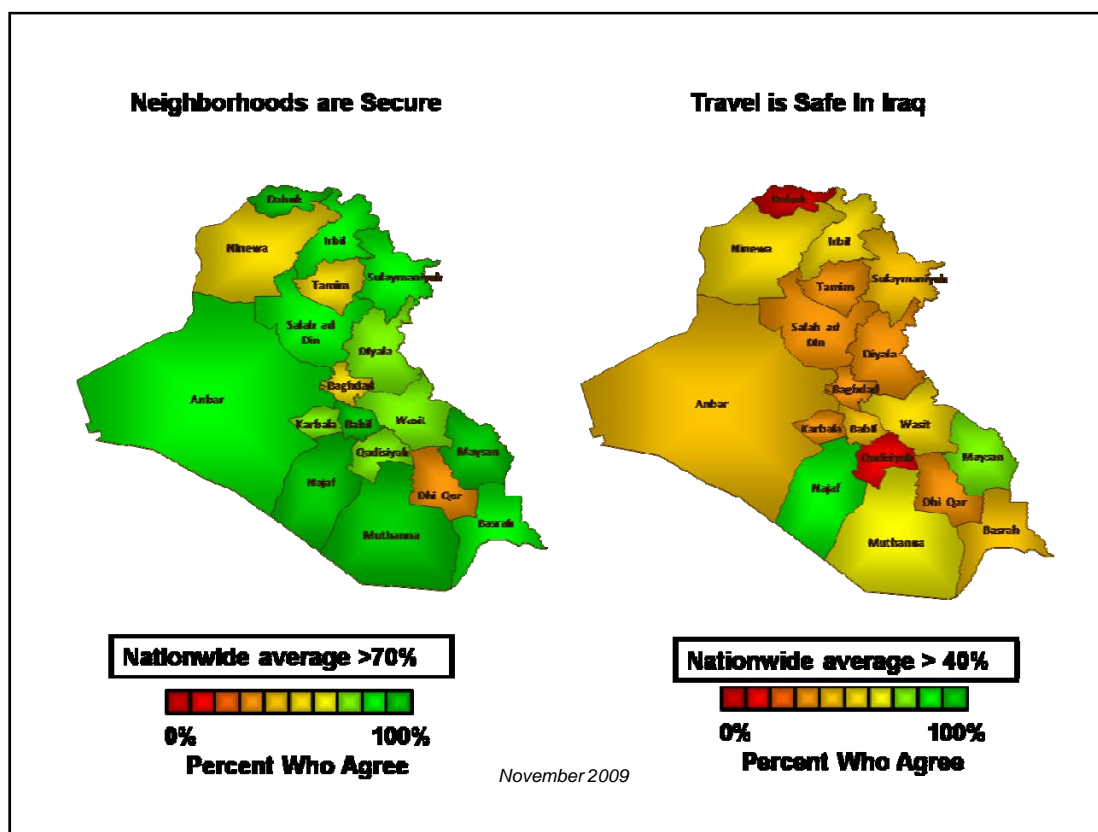 Neighborhoods are Secure
Dahuk
Ninewa
Irbil
Tamim
Sulaymaniyah
Salah ad
Din
Diyala
Baghdad
Anbar
Karbala
Babil
Wasit
Qadisiyah
Maysan
Najaf
Dhi Qar
Basrah
Muthanna
Nationwide average >70%
0%
100%
Percent Who Agree
Travel is Safe In Iraq
Dahuk
Ninewa
Irbil
Tamim
Sulaymaniyah
Salah ad
Din
Diyala
Baghdad
Anbar
Karbala
Babil
Wasit
Qadisiyah
Maysan
Najaf
Dhi Qar
Basrah
Muthanna
Nationwide average > 40%
0%
100%
Percent Who Agree
November 2009